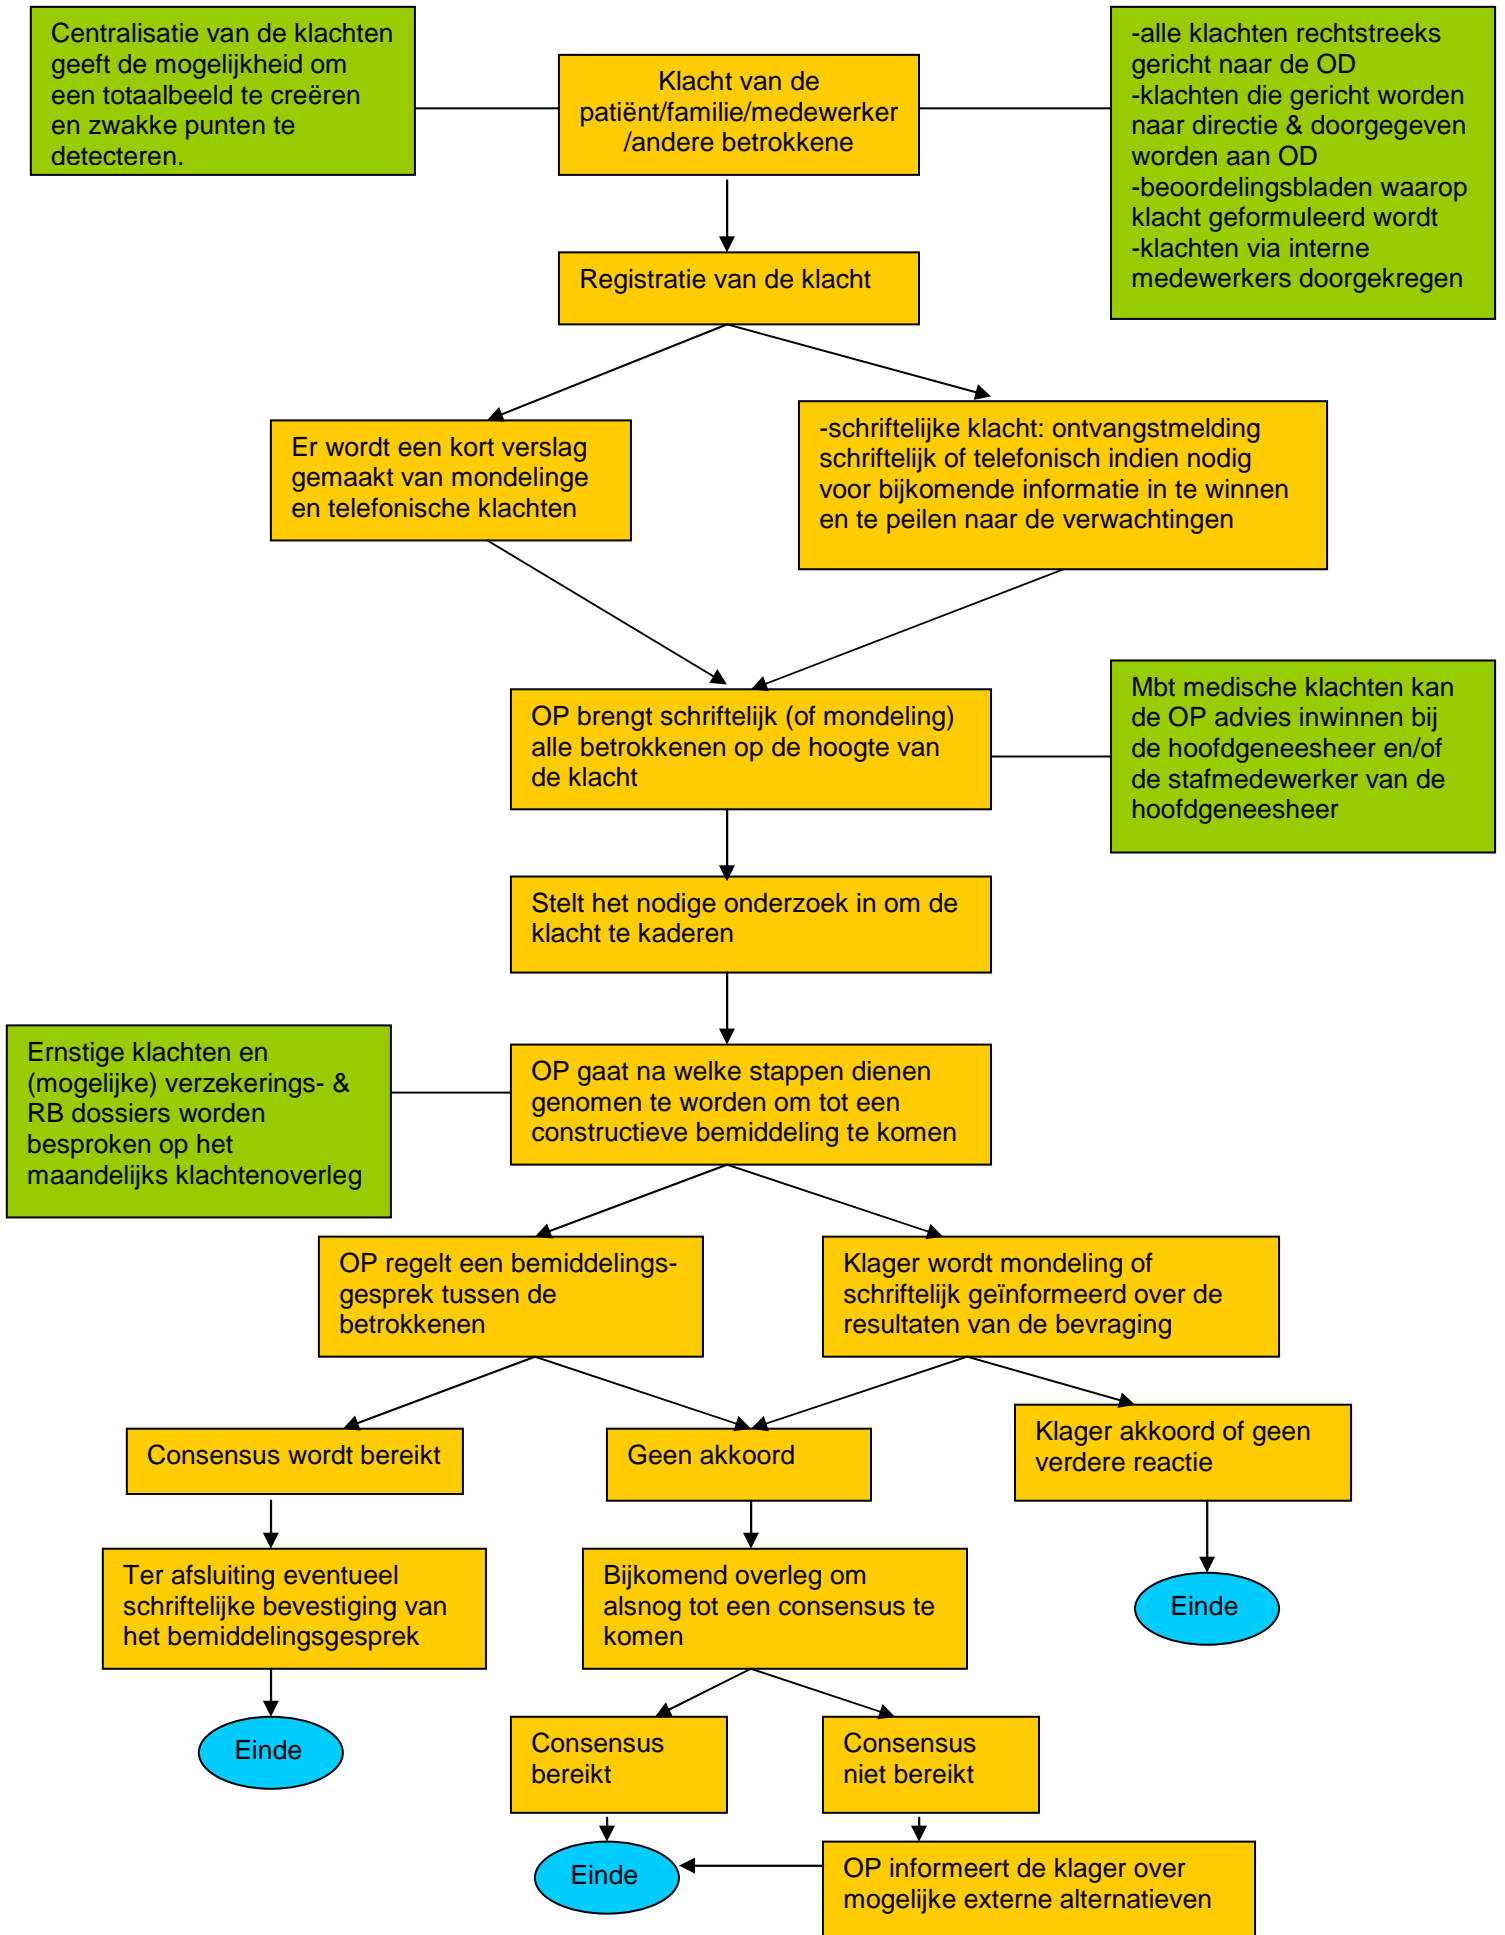 Centralisatie van de klachten
geeft de mogelijkheid om
een totaalbeeld te creëren
en zwakke punten te
detecteren.
Klacht van de
patiënt/familie/medewerker
/andere betrokkene
-alle klachten rechtstreeks
gericht naar de OD
-klachten die gericht worden
naar directie & doorgegeven
worden aan OD
-beoordelingsbladen waarop
klacht geformuleerd wordt
-klachten via interne
medewerkers doorgekregen
Registratie van de klacht
Er wordt een kort verslag
gemaakt van mondelinge
en telefonische klachten
-schriftelijke klacht: ontvangstmelding
schriftelijk of telefonisch indien nodig
voor bijkomende informatie in te winnen
en te peilen naar de verwachtingen
OP brengt schriftelijk (of mondeling)
alle betrokkenen op de hoogte van
de klacht
Mbt medische klachten kan
de OP advies inwinnen bij
de hoofdgeneesheer en/of
de stafmedewerker van de
hoofdgeneesheer
Stelt het nodige onderzoek in om de
klacht te kaderen
Ernstige klachten en
(mogelijke) verzekerings- &
RB dossiers worden
besproken op het
maandelijks klachtenoverleg
OP gaat na welke stappen dienen
genomen te worden om tot een
constructieve bemiddeling te komen
OP regelt een bemiddelings-
gesprek tussen de
betrokkenen
Klager wordt mondeling of
schriftelijk geïnformeerd over de
resultaten van de bevraging
Consensus wordt bereikt
Geen akkoord
Klager akkoord of geen
verdere reactie
Ter afsluiting eventueel
schriftelijke bevestiging van
het bemiddelingsgesprek
Bijkomend overleg om
alsnog tot een consensus te
komen
Einde
Einde
Consensus
bereikt
Consensus
niet bereikt
Einde
OP informeert de klager over
mogelijke externe alternatieven